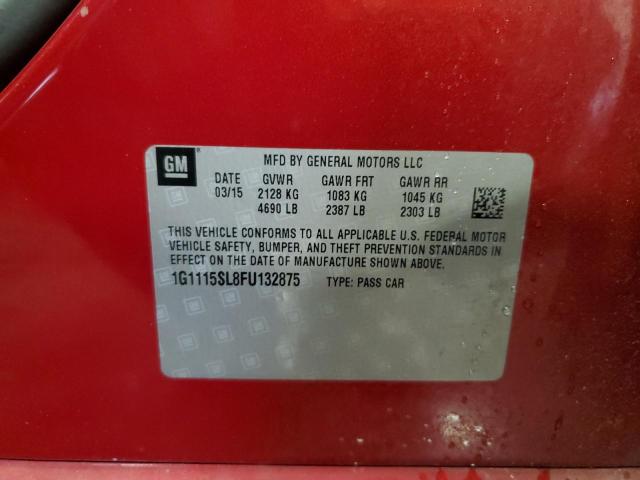 GM
MFD BY GENERAL MOTORS LLC
DATE GVWR GAWR FRT GAWR RR
03/15 2128 KG 1083 KG 1045 KG
4690 LB 2387 LB 2303 LB
THIS VEHICLE CONFORMS TO ALL APPLICABLE U.S. FEDERAL MOTOR
VEHICLE SAFETY, BUMPER, AND THEFT PREVENTION STANDARDS IN
EFFECT ON THE DATE OF MANUFACTURE SHOWN ABOVE.
1G1115SL8FU132875 TYPE: PASS CAR